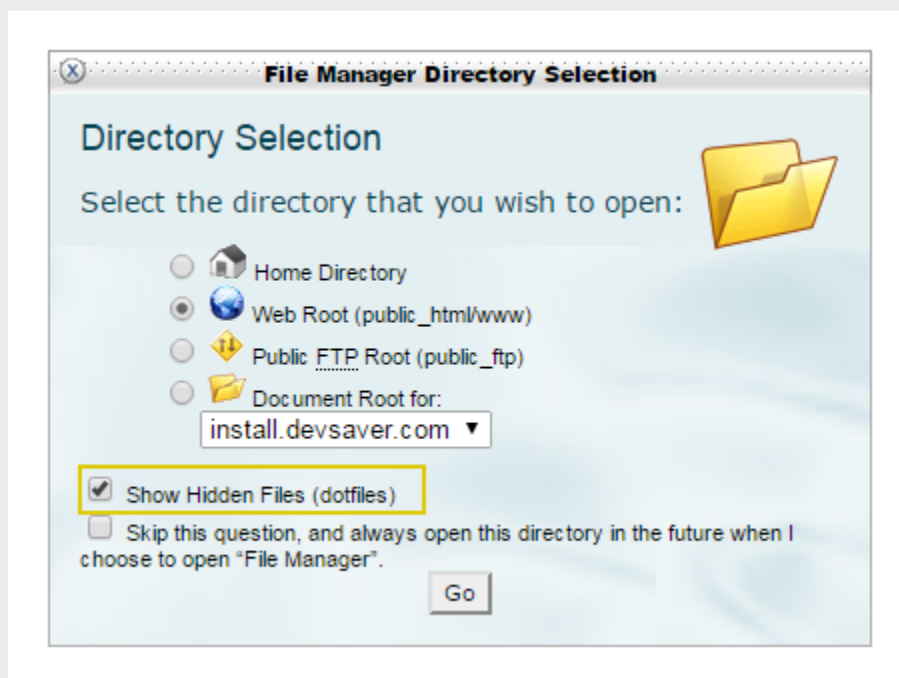 File Manager Directory Selection
Directory Selection
Select the directory that you wish to open:
Home Directory
Web Root (public_html/www)
Public FTP Root (public_ftp)
Document Root for:
install.devsaver.com
Show Hidden Files (dotfiles)
Skip this question, and always open this directory in the future when I
choose to open “File Manager”.
Go